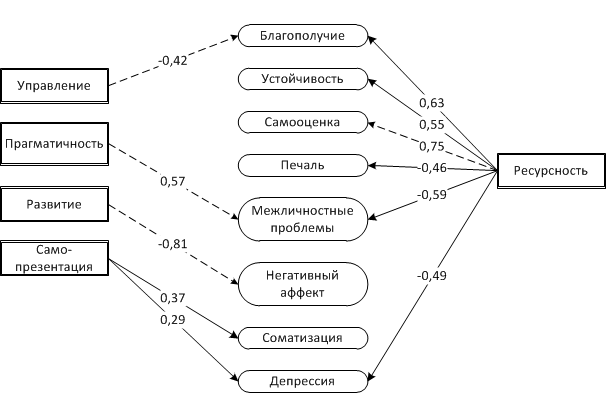 Благополучие
-0,42
Устойчивость
Управление
0,63
Самооценка
0,55
Прагматичность
0,75
Печаль
-0,46
Ресурсность
0,57
-0,59
Развитие
Межличностные
проблемы
-0,81
Само-
презентация
Негативный
аффект
-0,49
0,37
0,29
Соматизация
Депрессия